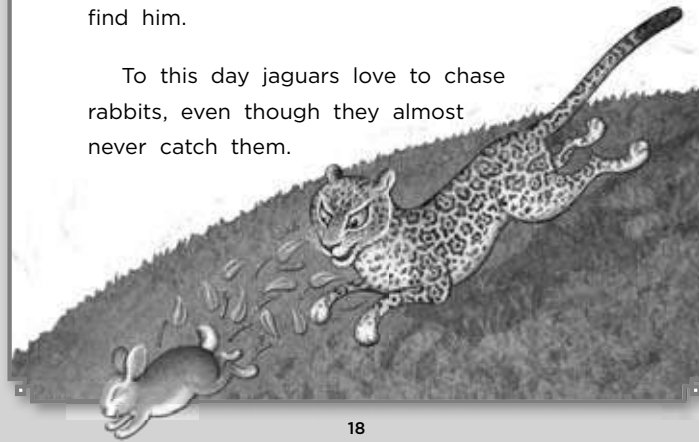 find him.
To this day jaguars love to chase
rabbits, even though they almost
never catch them.
18